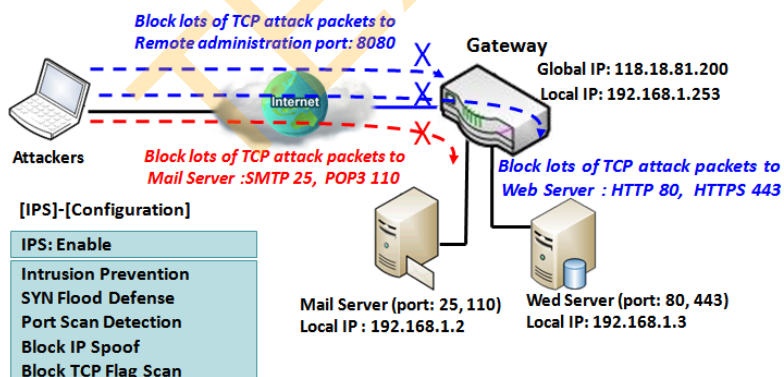 Block lots of TCP attack packets to
Remote administration port: 8080
Gateway
Global IP: 118.18.81.200
Local IP: 192.168.1.253
Internet
Attackers
Block lots of TCP attack packets to
Mail Server :SMTP 25, POP3 110
Block lots of TCP attack packets to
Web Server : HTTP 80, HTTPS 443
[IPS]-[Configuration]
IPS: Enable
Intrusion Prevention
SYN Flood Defense
Port Scan Detection
Block IP Spoof
Block TCP Flag Scan
Mail Server (port: 25, 110)
Local IP : 192.168.1.2
Wed Server (port: 80, 443)
Local IP: 192.168.1.3